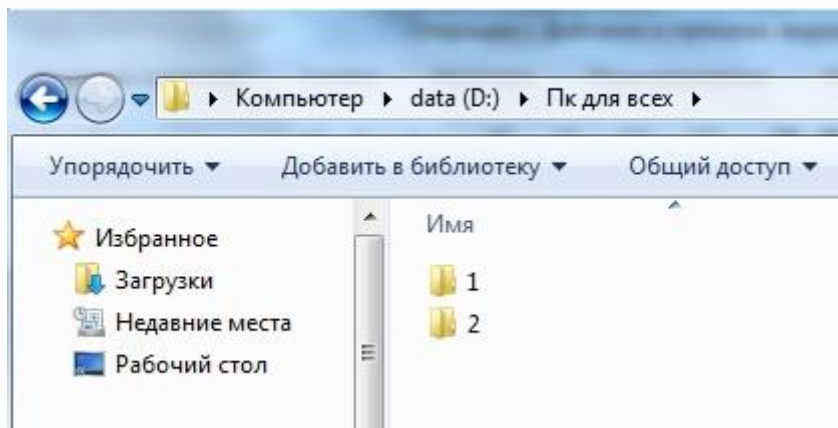 Компьютер data (D:) Пк для всех
Упорядочить Добавить в библиотеку Общий доступ
Избранное
Загрузки
Недавние места
Рабочий стол
Имя
1
2